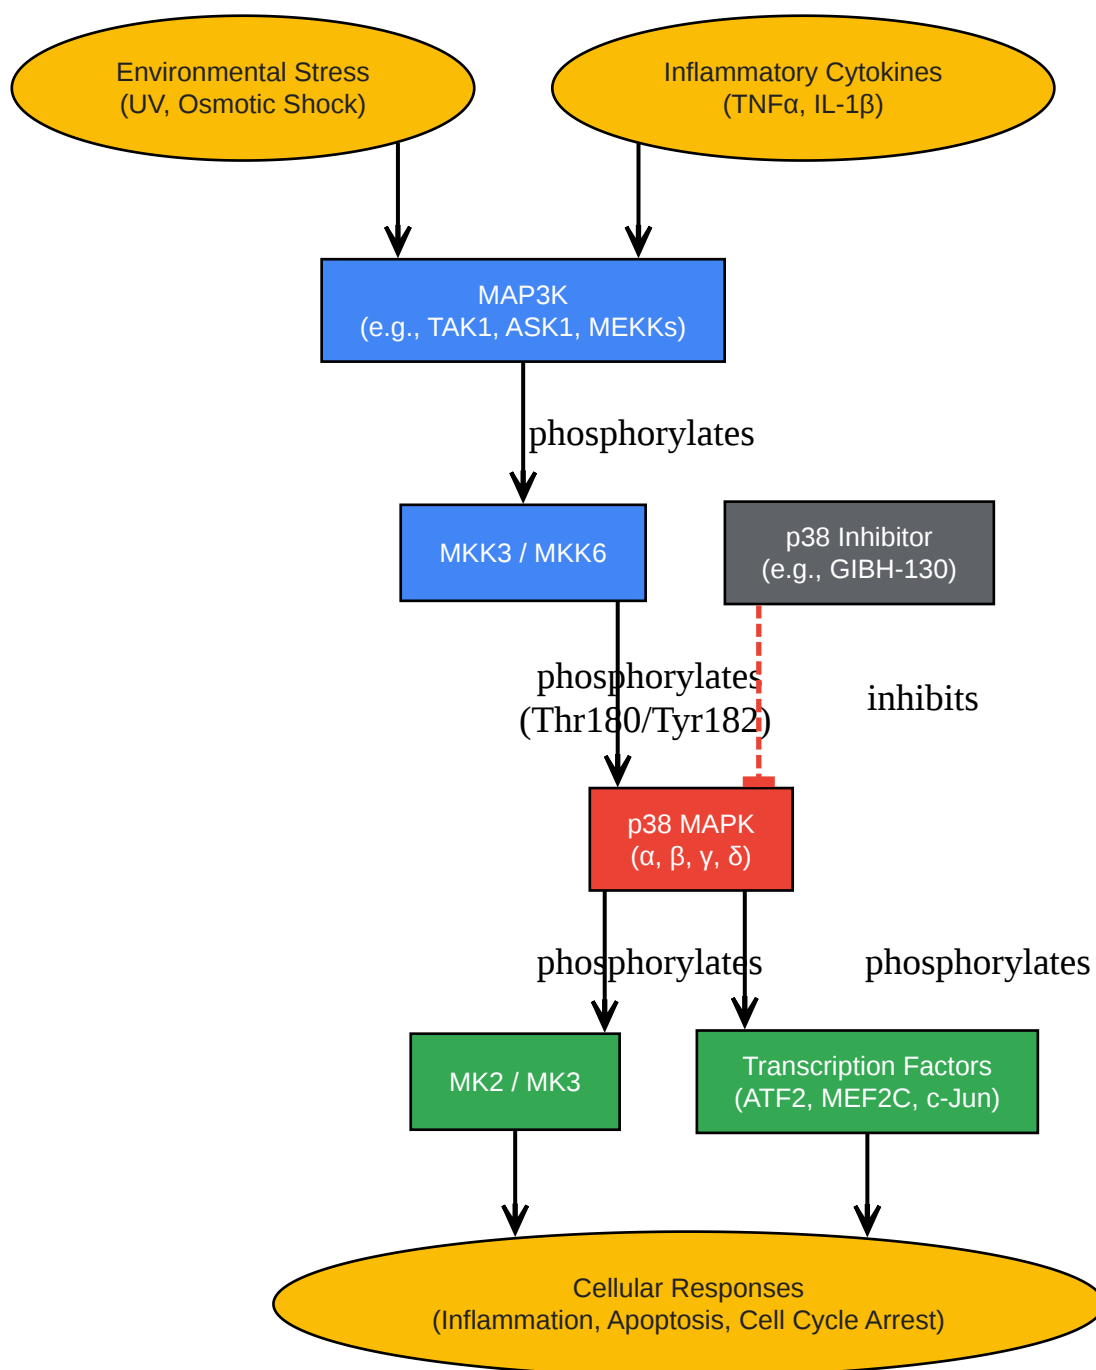 Environmental Stress
(UV, Osmotic Shock)
Inflammatory Cytokines
(TNFα, IL-1β)
MAP3K
(e.g., TAK1, ASK1, MEKKs)
phosphorylates
MKK3 / MKK6
p38 Inhibitor
(e.g., GIBH-130)
phosphorylates
(Thr180/Tyr182)
inhibits
p38 MAPK
(α, β, γ, δ)
phosphorylates
phosphorylates
MK2 / MK3
Transcription Factors
(ATF2, MEF2C, c-Jun)
Cellular Responses
(Inflammation, Apoptosis, Cell Cycle Arrest)